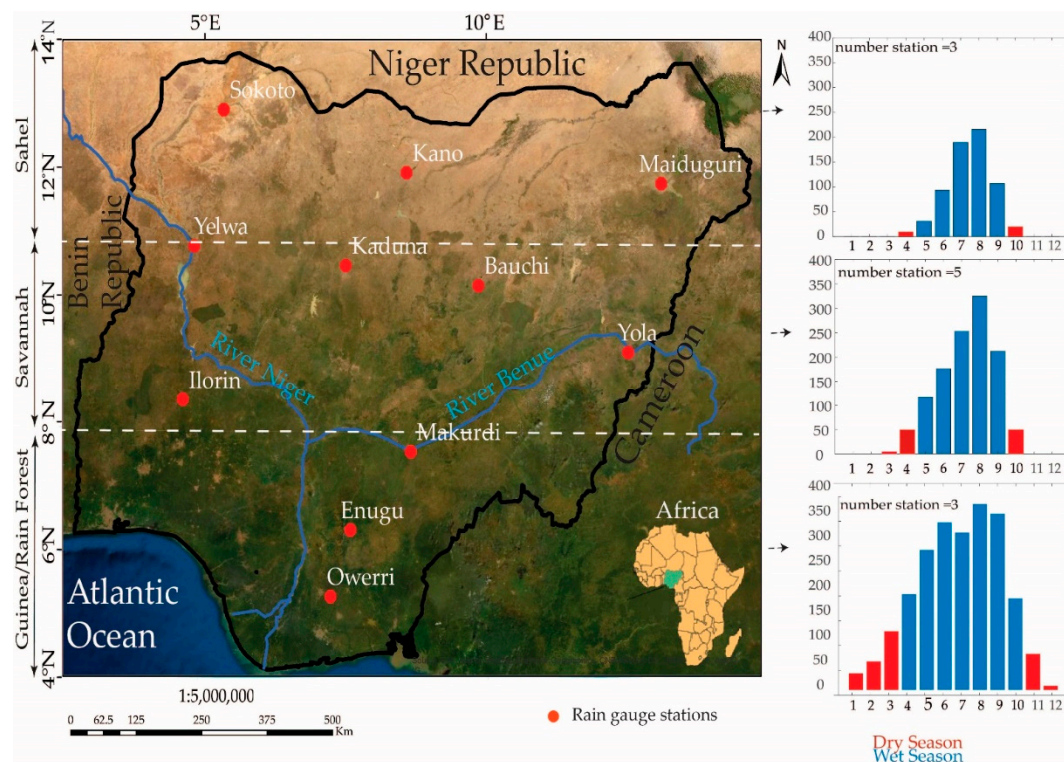 5°E 10°E
N
14°N
12°N
10°N
8°N
6°N
4°N
Sahel
Savannah
Guinea/Rain Forest
Niger Republic
Benin
Republic
Cameroon
Atlantic
Ocean
Sokoto
Kano
Maiduguri
Yelwa
Kaduna
Bauchi
Yola
Ilorin
River Niger
River Benue
Makurdi
Enugu
Owerri
Africa
1:5,000,000
0 62.5 125 250 375 500
Km
Rain gauge stations
number station =3
400
350
300
200
150
100
50
0
1 2 3 4 5 6 7 8 9 10 11 12
number station =5
400
350
300
250
200
150
100
50
0
1 2 3 4 5 6 7 8 9 10 11 12
number station =3
400
350
300
350
200
150
100
50
0
1 2 3 4 5 6 7 8 9 10 11 12
Dry Season
Wet Season